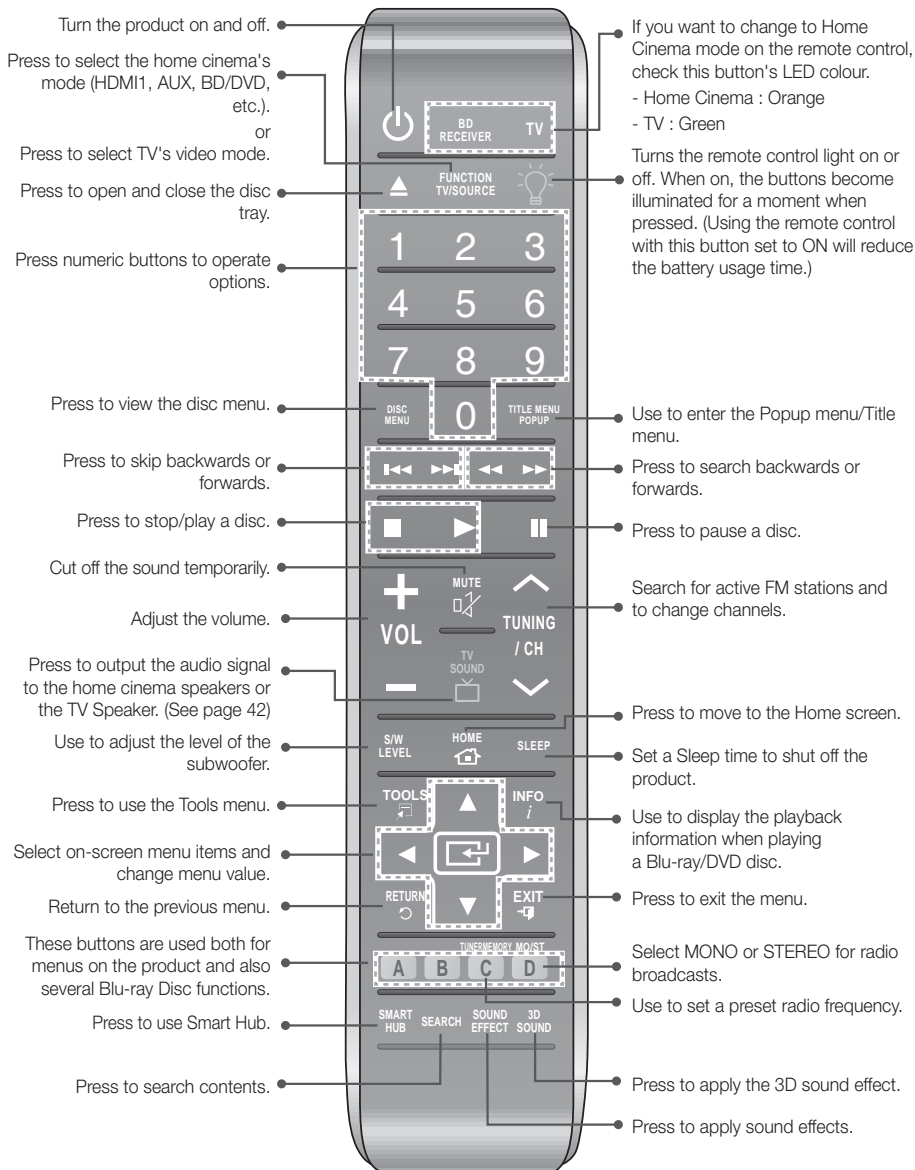 Turn the product on and off.
Press to select the home cinema's
mode (HDMI1, AUX, BD/DVD,
etc.).
or
Press to select TV's video mode.
Press to open and close the disc
tray.
Press numeric buttons to operate
options.
Press to view the disc menu.
Press to skip backwards or
forwards.
Press to stop/play a disc.
Cut off the sound temporarily.
Adjust the volume.
Press to output the audio signal
to the home cinema speakers or
the TV Speaker. (See page 42)
Use to adjust the level of the
subwoofer.
Press to use the Tools menu.
Select on-screen menu items and
change menu value.
Return to the previous menu.
These buttons are used both for
menus on the product and also
several Blu-ray Disc functions.
Press to use Smart Hub.
Press to search contents.
BD
RECEIVER
TV
FUNCTION
TV/SOURCE
1 2 3
4 5 6
7 8 9
DISC
MENU
0
TITLE MENU
POPUP
MUTE
VOL
TUNING
/ CH
TV
SOUND
S/W
LEVEL
HOME
SLEEP
TOOLS
INFO
i
RETURN
EXIT
TUNERMEMORY MO/ST
A B C D
SMART
HUB
SEARCH
SOUND
EFFECT
3D
SOUND
If you want to change to Home
Cinema mode on the remote control,
check this button's LED colour.
- Home Cinema : Orange
- TV : Green
Turns the remote control light on or
off. When on, the buttons become
illuminated for a moment when
pressed. (Using the remote control
with this button set to ON will reduce
the battery usage time.)
Use to enter the Popup menu/Title
menu.
Press to search backwards or
forwards.
Press to pause a disc.
Search for active FM stations and
to change channels.
Press to move to the Home screen.
Set a Sleep time to shut off the
product.
Use to display the playback
information when playing
a Blu-ray/DVD disc.
Press to exit the menu.
Select MONO or STEREO for radio
broadcasts.
Use to set a preset radio frequency.
Press to apply the 3D sound effect.
Press to apply sound effects.